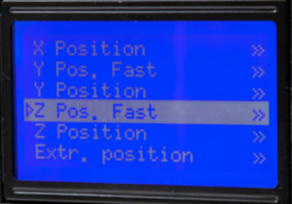 X Position »
Y Pos. Fast »
Y Position »
▷Z Pos. Fast »
Z Position »
Extr. position »